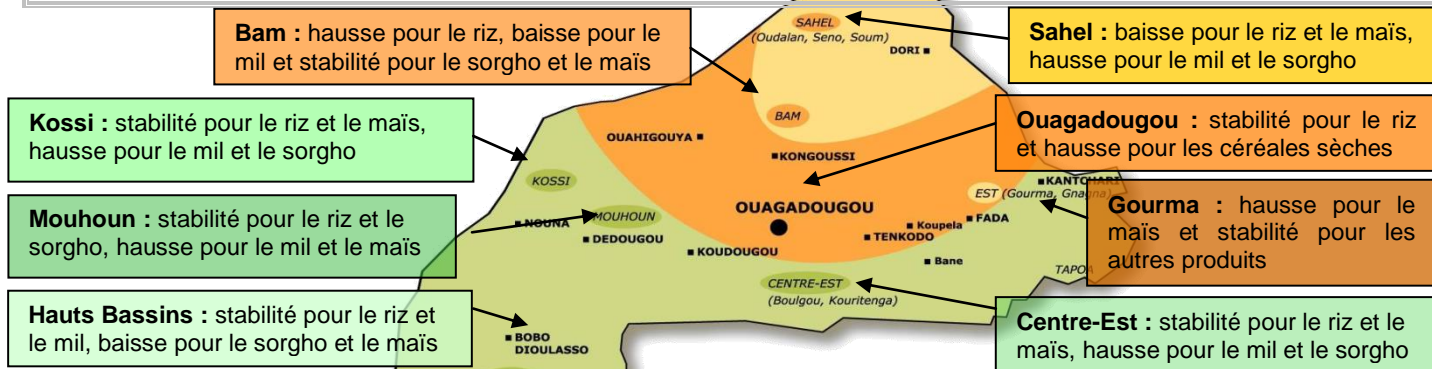 Bam : hausse pour le riz, baisse pour le
mil et stabilité pour le sorgho et le maïs
Sahel : baisse pour le riz et le maïs,
hausse pour le mil et le sorgho
Kossi : stabilité pour le riz et le maïs,
hausse pour le mil et le sorgho
Ouagadougou : stabilité pour le riz
et hausse pour les céréales sèches
Mouhoun : stabilité pour le riz et le
sorgho, hausse pour le mil et le maïs
Gourma : hausse pour le
maïs et stabilité pour les
autres produits
Hauts Bassins : stabilité pour le riz et
le mil, baisse pour le sorgho et le maïs
Centre-Est : stabilité pour le riz et le
maïs, hausse pour le mil et le sorgho
SAHEL
(Oudalan, Seno, Soum)
DORI
BAM
OUAHIGOUYA
KONGOUSSI
KOSSI
KANTCHARI
EST (Gourma, Gnagna)
NOUNA
MOUHOUN
OUAGADOUGOU
Koupela
FADA
DEDOUGOU
TENKODO
KOUDOUGOU
Bane
TAPOA
CENTRE-EST
(Boulgou, Kouritenga)
BOBO
DIOULASSO